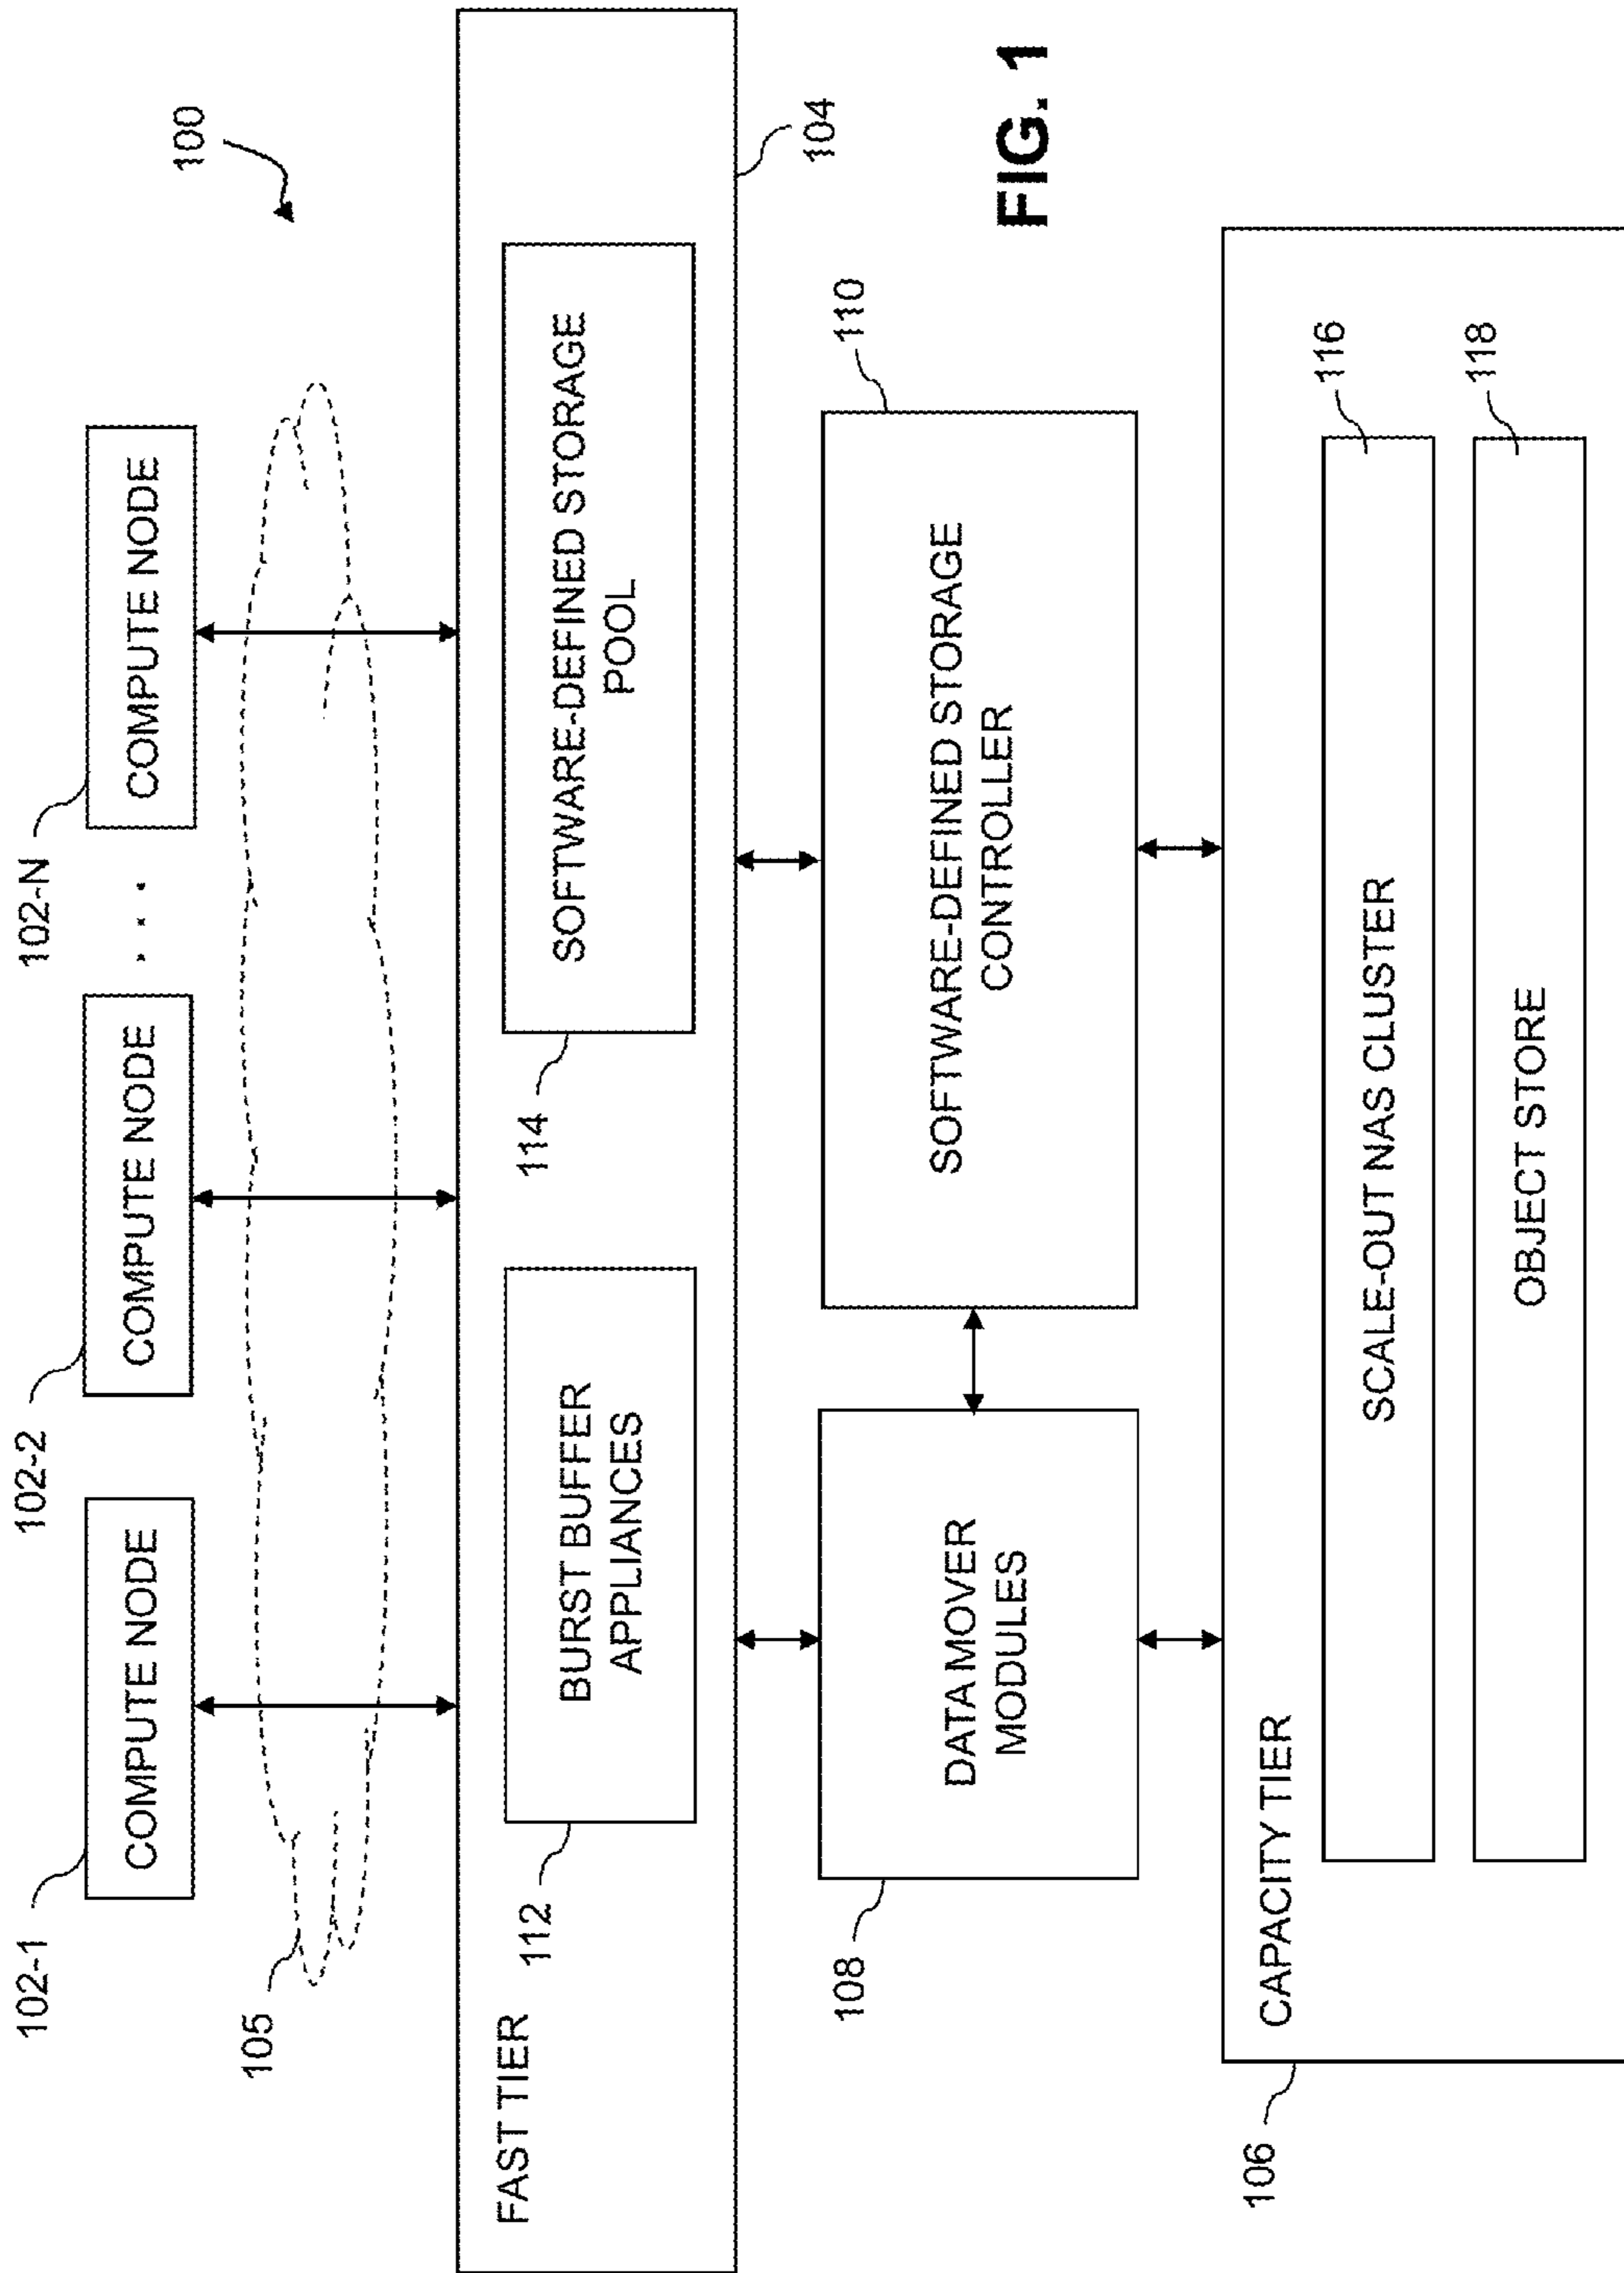 100
102-1
102-2
102-N
COMPUTE NODE
COMPUTE NODE
. . .
COMPUTE NODE
105
FAST TIER
112
BURST BUFFER
APPLIANCES
114
SOFTWARE-DEFINED STORAGE
POOL
104
108
DATA MOVER
MODULES
110
SOFTWARE-DEFINED STORAGE
CONTROLLER
FIG. 1
106
CAPACITY TIER
116
SCALE-OUT NAS CLUSTER
118
OBJECT STORE